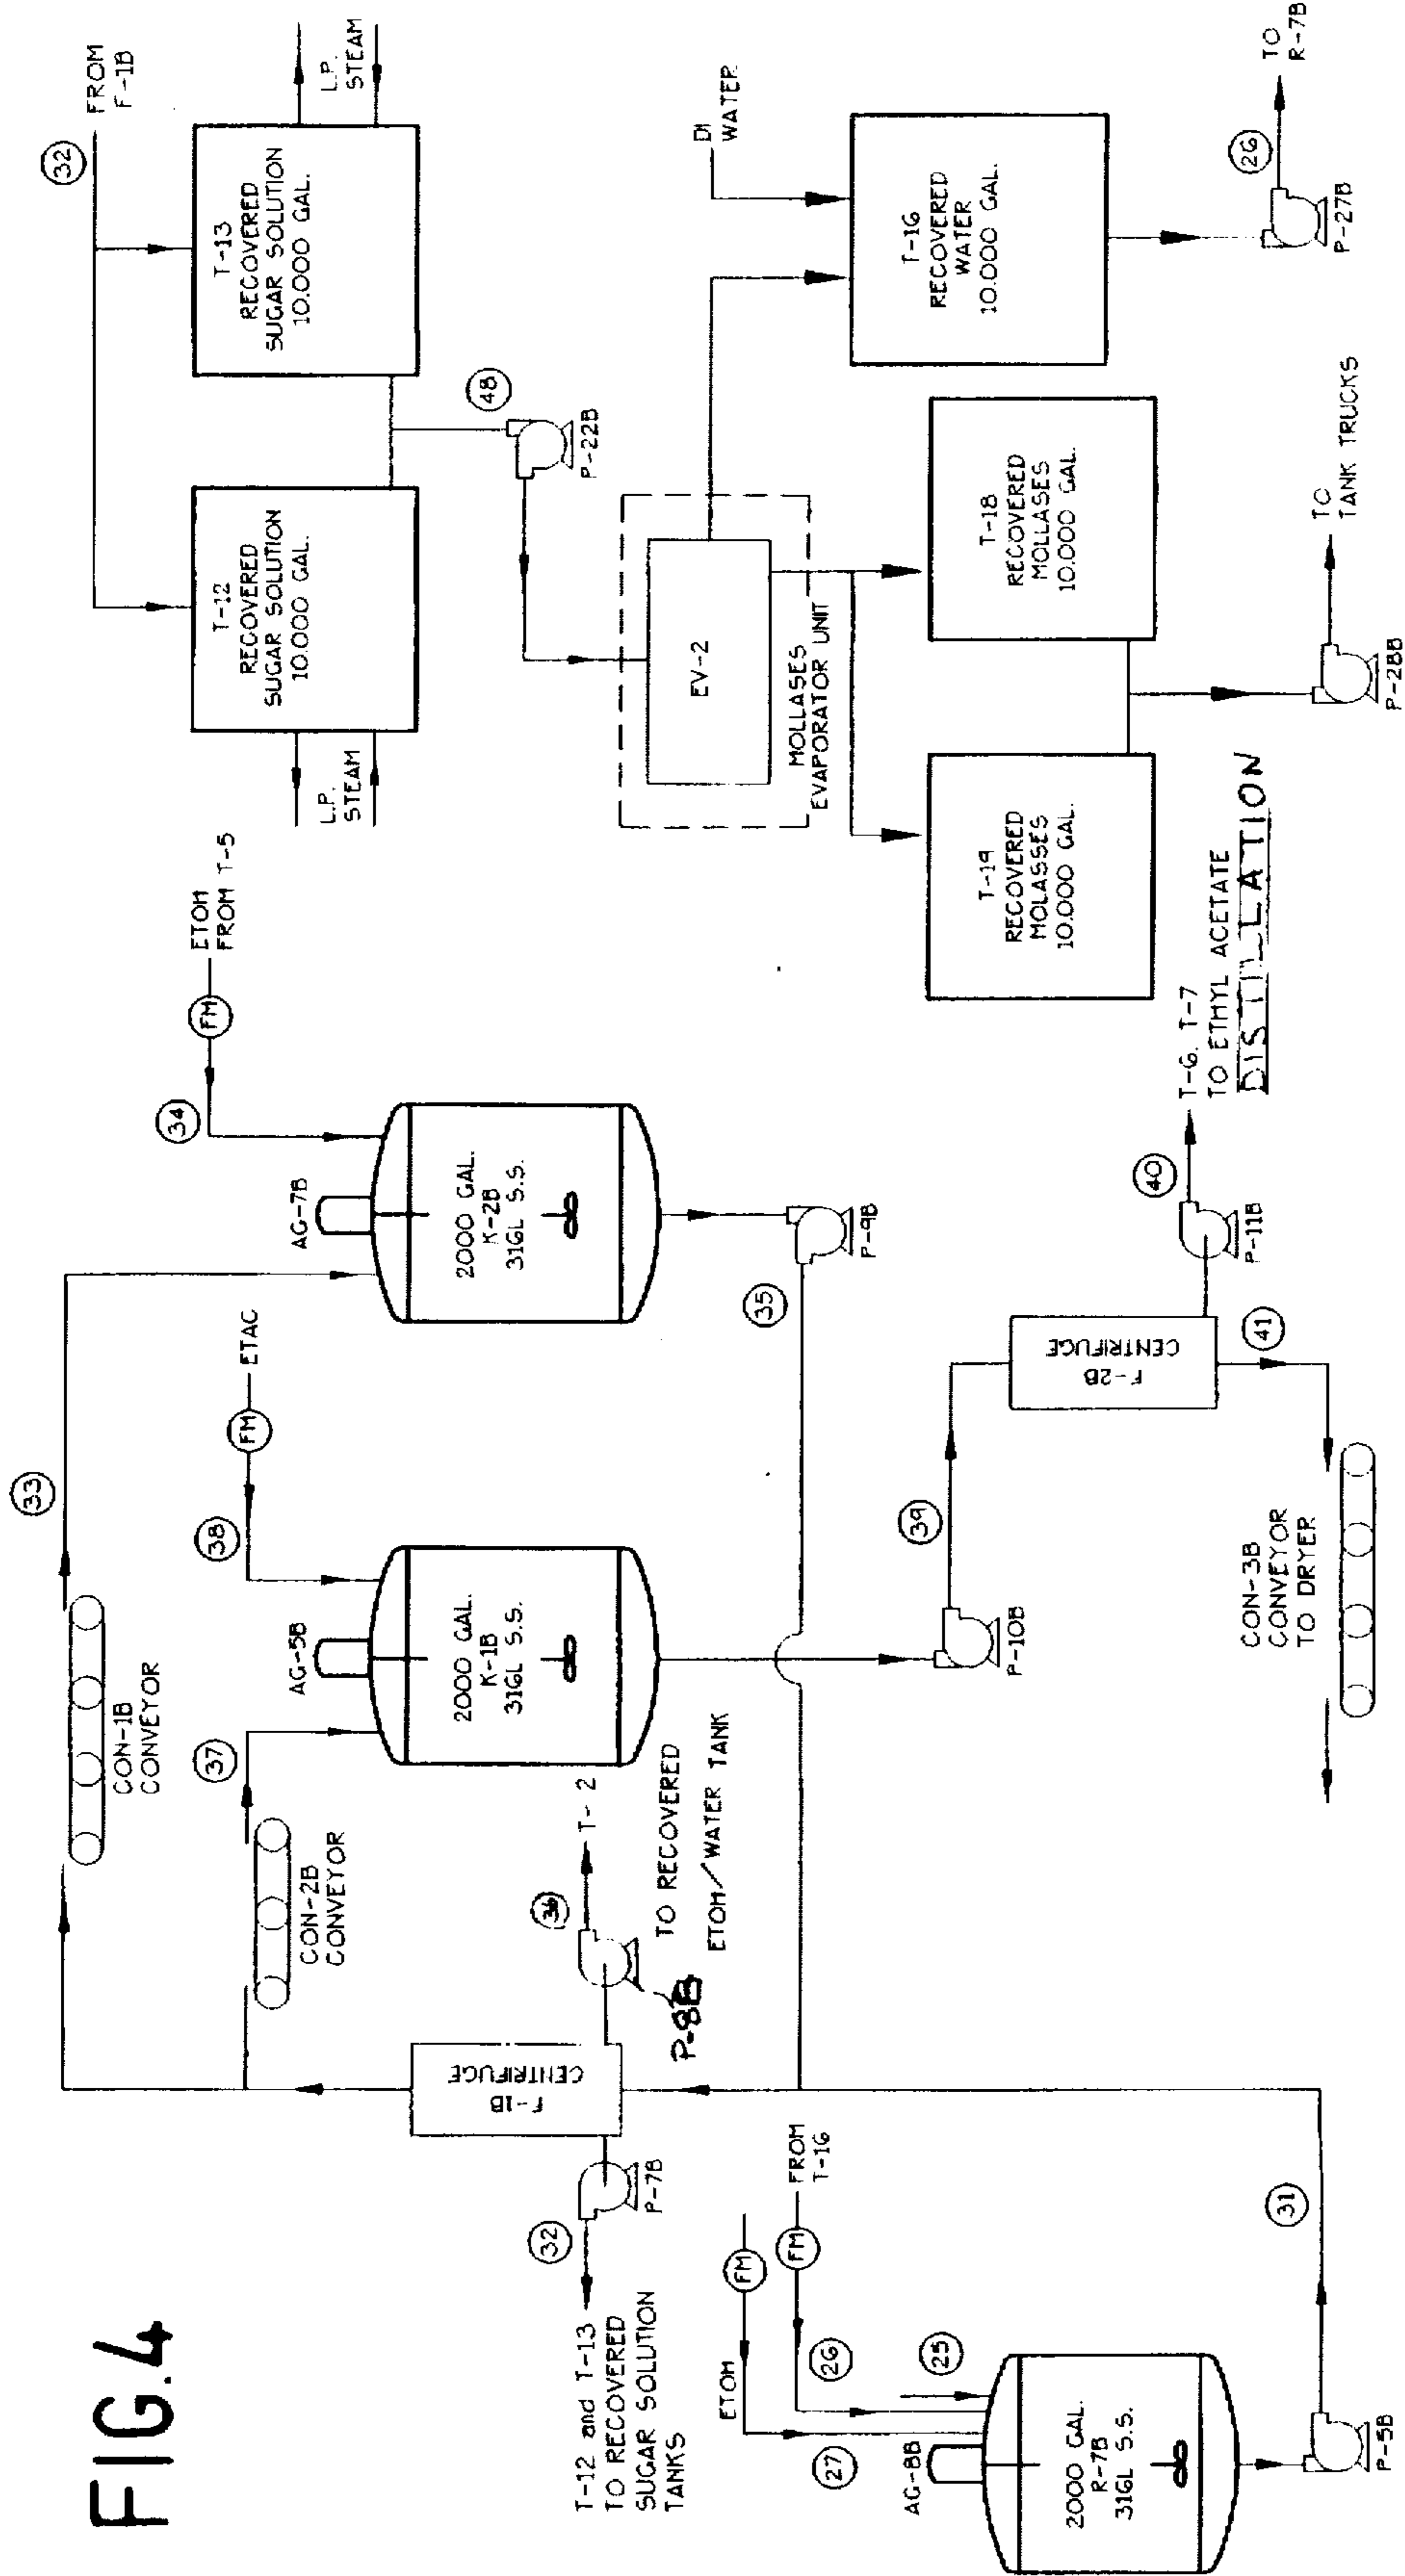 FIG.4
32
FROM
F-1B
T-12
RECOVERED
SUGAR SOLUTION
10.000 GAL.
T-13
RECOVERED
SUGAR SOLUTION
10.000 GAL.
L.P.
STEAM
L.P.
STEAM
48
P-22B
EV-2
MOLLASES
EVAPORATOR UNIT
DI
WATER
T-16
RECOVERED
WATER
10.000 GAL.
26
TO
R-7B
P-27B
T-18
RECOVERED
MOLLASES
10.000 GAL.
T-19
RECOVERED
MOLASSES
10.000 GAL.
TO
TANK TRUCKS
P-28B
33
CON-1B
CONVEYOR
37
CON-2B
CONVEYOR
38
FM
ETAC
34
FM
ETOM
FROM T-5
AG-5B
2000 GAL.
K-1B
316L S.S.
AG-7B
2000 GAL.
K-2B
316L S.S.
P-9B
35
F-1B
CENTRIFUGE
36
T-2
P-8B
TO RECOVERED
ETOM/WATER TANK
32
P-7B
T-12 and T-13
TO RECOVERED
SUGAR SOLUTION
TANKS
39
P-10B
F-2B
CENTRIFUGE
40
P-11B
T-6, T-7
TO ETHYL ACETATE
DISTILLATION
41
CON-3B
CONVEYOR
TO DRYER
ETOM
FM
FM
FROM
T-16
27
26
25
AG-8B
2000 GAL.
R-7B
316L S.S.
P-5B
31